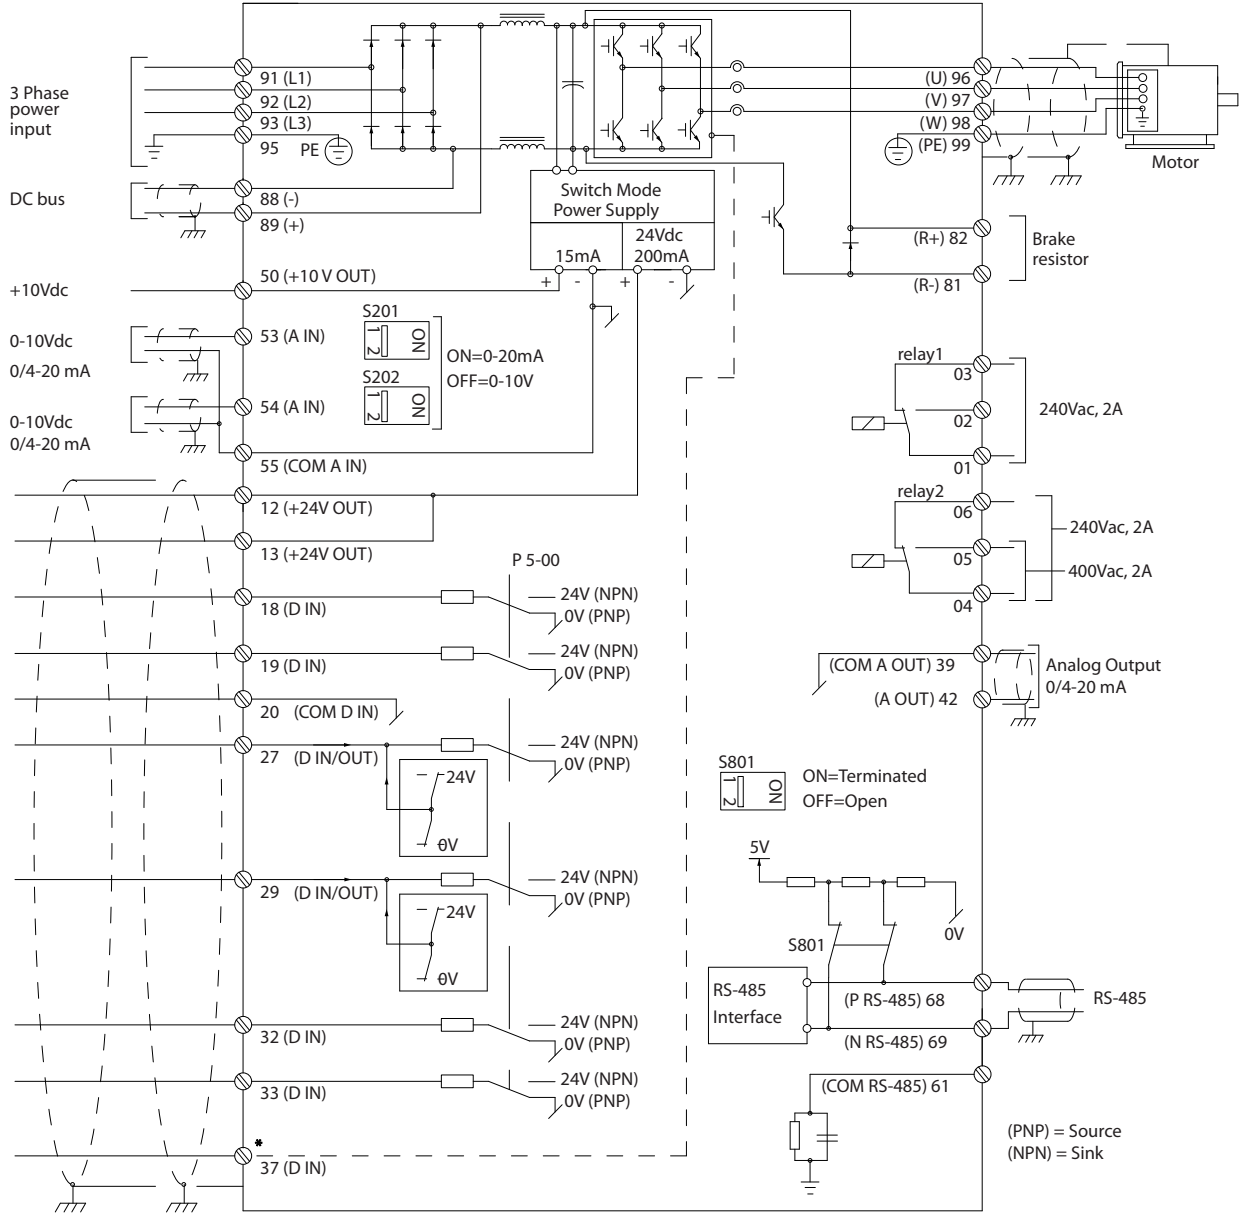 3 Phase
power
input
91 (L1)
92 (L2)
93 (L3)
95
PE
DC bus
88 (-)
89 (+)
+10Vdc
50 (+10 V OUT)
0-10Vdc
0/4-20 mA
53 (A IN)
0-10Vdc
0/4-20 mA
54 (A IN)
55 (COM A IN)
12 (+24V OUT)
13 (+24V OUT)
18 (D IN)
19 (D IN)
20 (COM D IN)
27 (D IN/OUT)
24V
0V
29 (D IN/OUT)
24V
0V
32 (D IN)
33 (D IN)
*
37 (D IN)
S201
1 2
ON
S202
1 2
ON
ON=0-20mA
OFF=0-10V
Switch Mode
Power Supply
15mA
24Vdc
200mA
+ - + -
P 5-00
24V (NPN)
0V (PNP)
24V (NPN)
0V (PNP)
24V (NPN)
0V (PNP)
24V (NPN)
0V (PNP)
24V (NPN)
0V (PNP)
24V (NPN)
0V (PNP)
(U) 96
(V) 97
(W) 98
(PE) 99
Motor
(R+) 82
(R-) 81
Brake
resistor
relay1
03
02
01
240Vac, 2A
relay2
06
05
04
240Vac, 2A
400Vac, 2A
(COM A OUT) 39
(A OUT) 42
Analog Output
0/4-20 mA
S801
1 2
ON
ON=Terminated
OFF=Open
5V
S801
0V
RS-485
Interface
(P RS-485) 68
(N RS-485) 69
RS-485
(COM RS-485) 61
(PNP) = Source
(NPN) = Sink